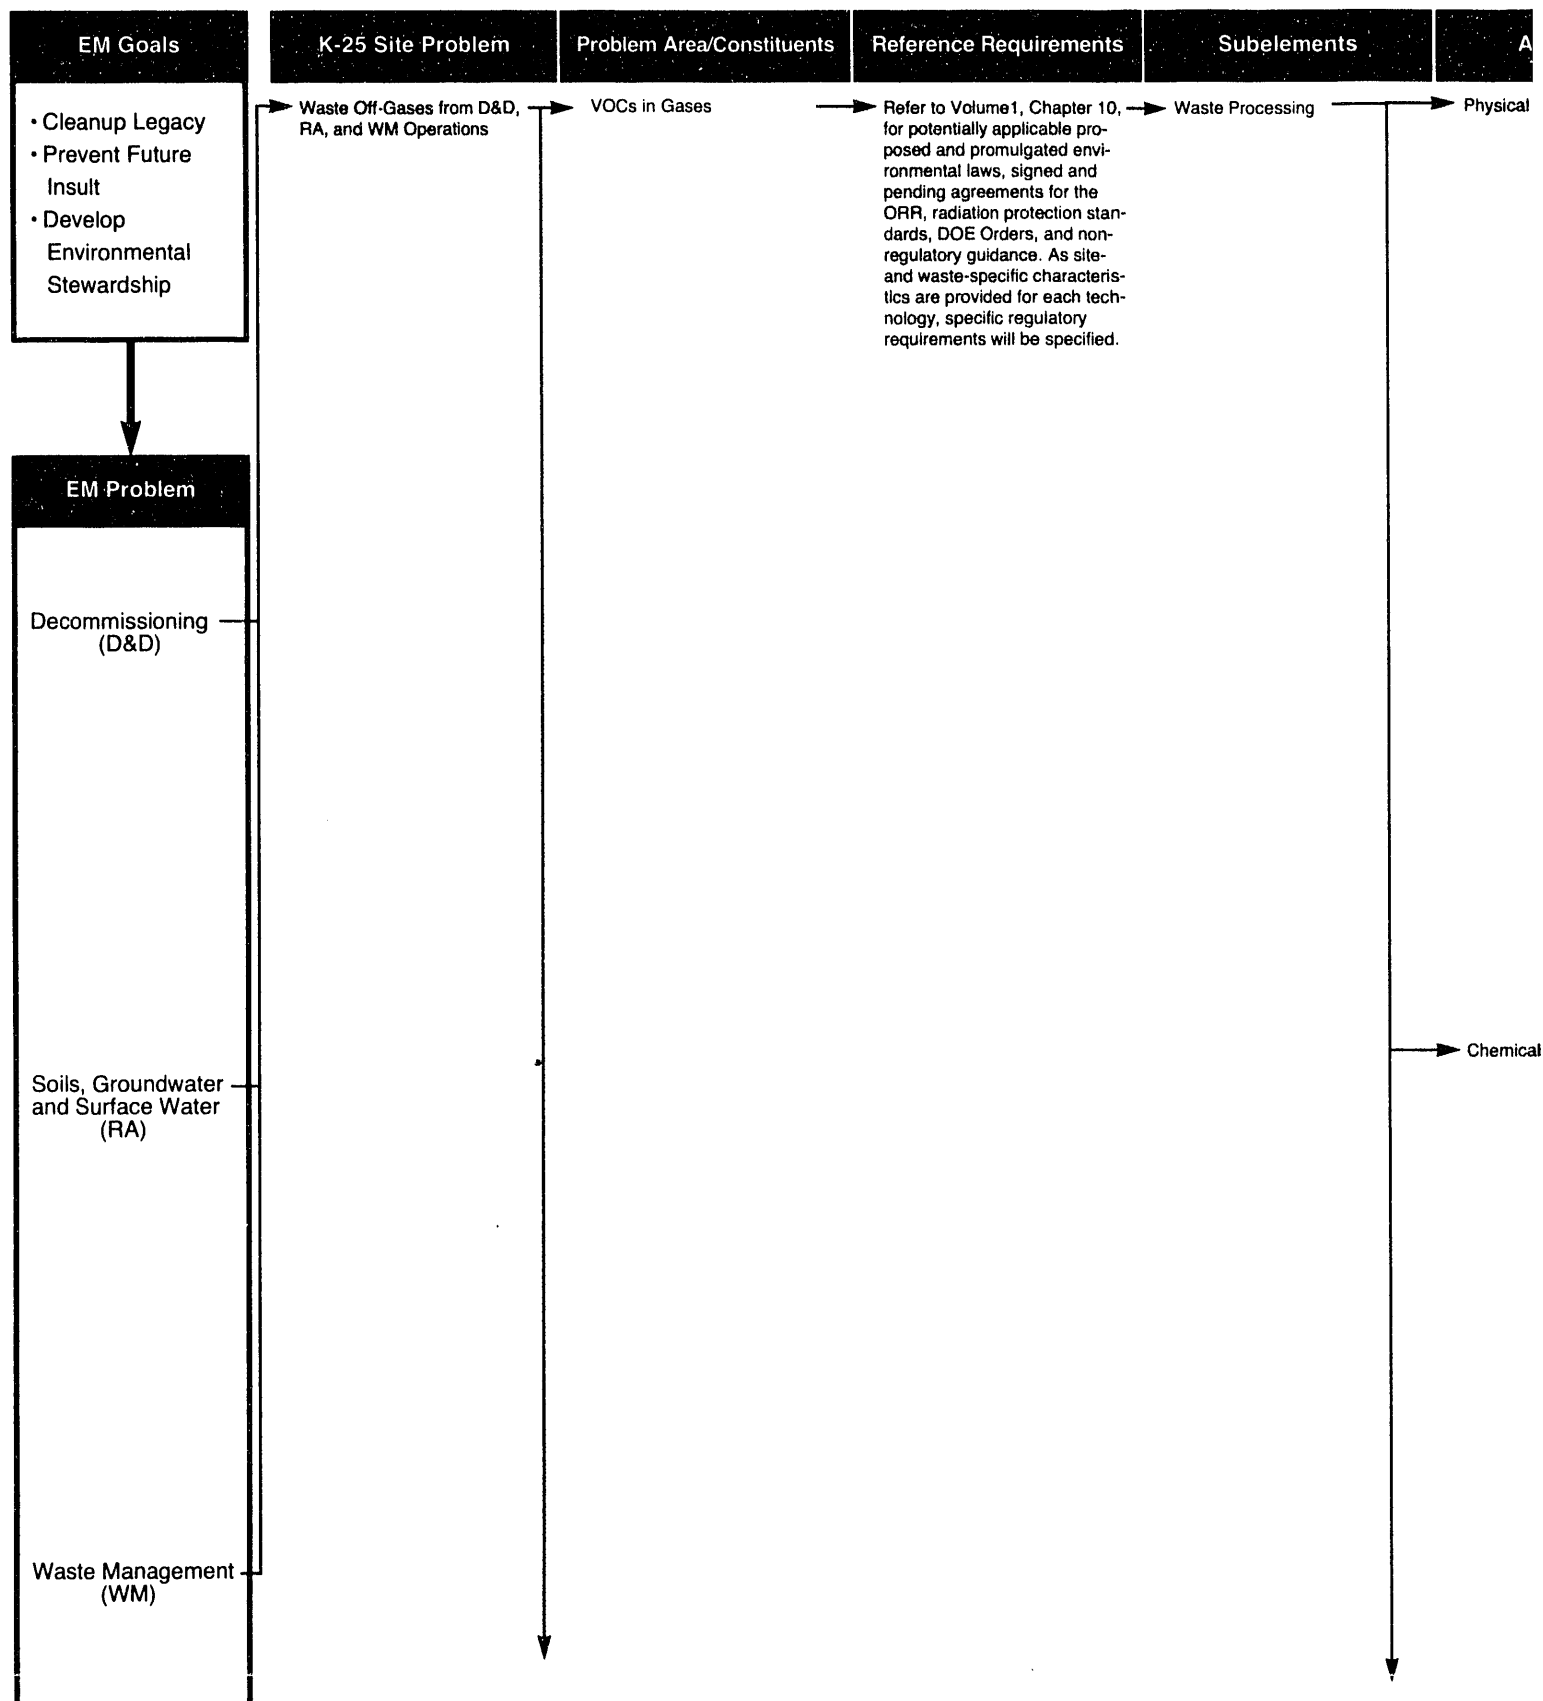 EM Goals
K-25 Site Problem
Problem Area/Constituents
Reference Requirements
Subelements
A
• Cleanup Legacy
• Prevent Future
Insult
• Develop
Environmental
Stewardship
Waste Off-Gases from D&D,
RA, and WM Operations
VOCs in Gases
Refer to Volume1, Chapter 10,
for potentially applicable pro-
posed and promulgated envi-
ronmental laws, signed and
pending agreements for the
ORR, radiation protection stan-
dards, DOE Orders, and non-
regulatory guidance. As site-
and waste-specific characteris-
tics are provided for each tech-
nology, specific regulatory
requirements will be specified.
Waste Processing
Physical
EM Problem
Decommissioning
(D&D)
Chemical
Soils, Groundwater
and Surface Water
(RA)
Waste Management
(WM)